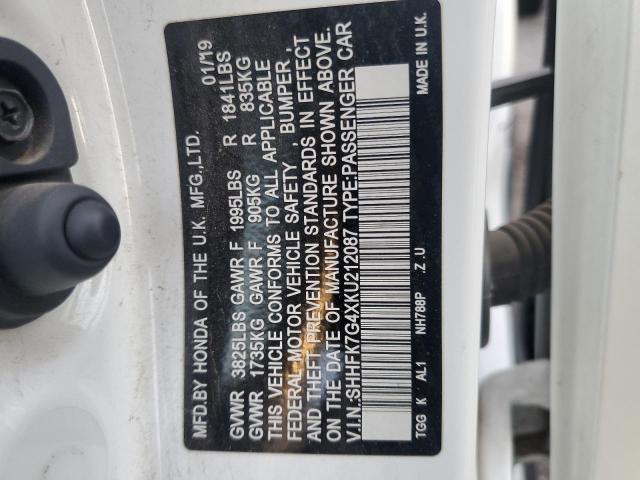 MFD.BY HONDA OF THE U.K. MFG.,LTD. 01/19
GVWR 3825LBS GAWR F 1995LBS R 1841LBS
GVWR 1735KG GAWR F 905KG R 835KG
THIS VEHICLE CONFORMS TO ALL APPLICABLE
FEDERAL MOTOR VEHICLE SAFETY , BUMPER ,
AND THEFT PREVENTION STANDARDS IN EFFECT
ON THE DATE OF MANUFACTURE SHOWN ABOVE.
V.I.N.:SHHFK7G4XKU212087 TYPE:PASSENGER CAR
TGG K AL1 NH788P .Z .U MADE IN U.K.